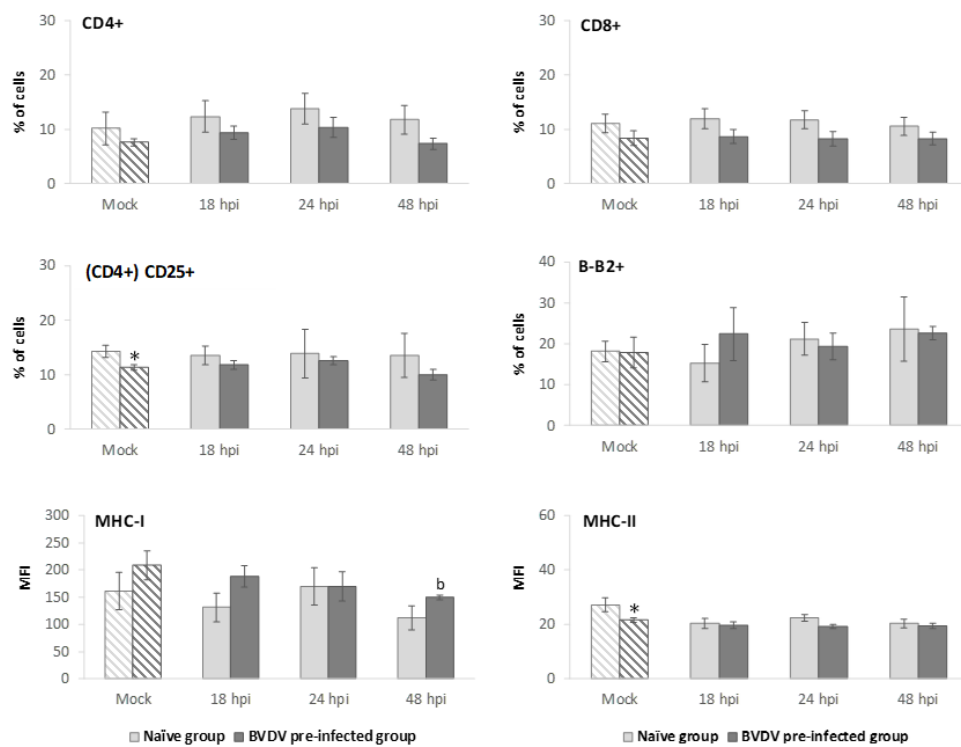 CD4+
% of cells
30
20
10
0
Mock 18 hpi 24 hpi 48 hpi
CD8+
% of cells
30
20
10
0
Mock 18 hpi 24 hpi 48 hpi
(CD4+) CD25+
% of cells
30
20
10
0
*
Mock 18 hpi 24 hpi 48 hpi
B-B2+
% of cells
40
30
20
10
0
Mock 18 hpi 24 hpi 48 hpi
MHC-I
MFI
300
250
200
150
100
50
0
b
Mock 18 hpi 24 hpi 48 hpi
MHC-II
MFI
60
40
20
0
*
Mock 18 hpi 24 hpi 48 hpi
Naïve group BVDV pre-infected group
Naïve group BVDV pre-infected group